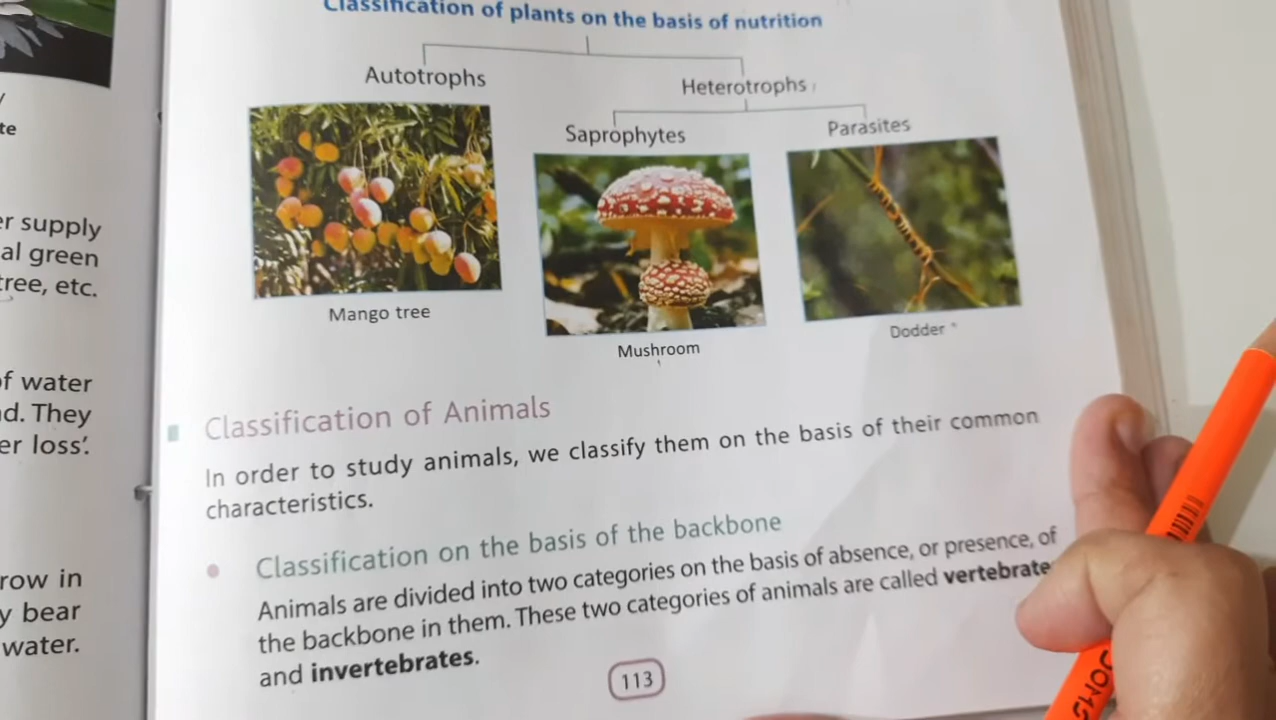 Classification of plants on the basis of nutrition
Autotrophs
Heterotrophs
Saprophytes
Parasites
Mango tree
Mushroom
Dodder
te
er supply
al green
tree, etc.
of water
d. They
er loss'.
row in
y bear
water.
Classification of Animals
In order to study animals, we classify them on the basis of their common
characteristics.
Classification on the basis of the backbone
Animals are divided into two categories on the basis of absence, or presence, of
the backbone in them. These two categories of animals are called vertebrate
and invertebrates.
113
DOMS